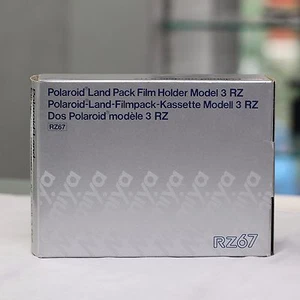 Polaroid® Land Pack Film Holder Model 3 RZ
Polaroid-Land-Filmpack-Kassette Modell 3 RZ
Dos Polaroid® modèle 3 RZ
RZ67
RZ67